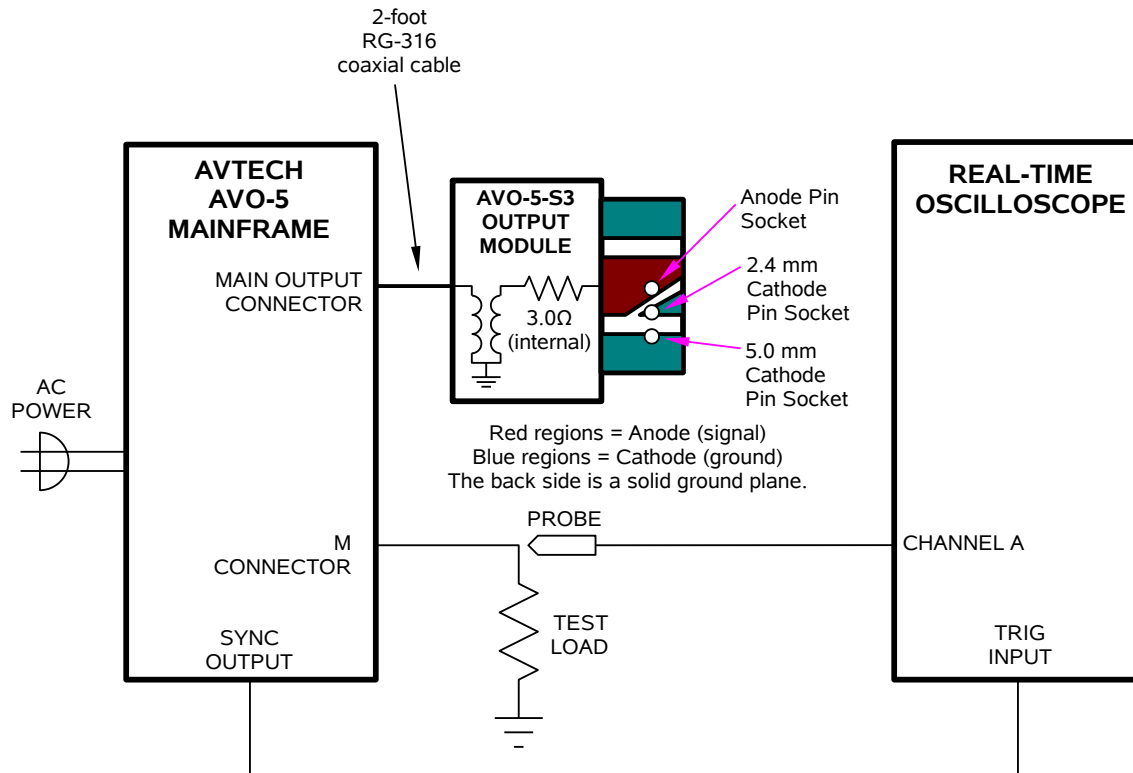 2-foot
RG-316
coaxial cable
AVTECH
AVO-5
MAINFRAME
MAIN OUTPUT
CONNECTOR
AVO-5-S3
OUTPUT
MODULE
3.0Ω
(internal)
Anode Pin
Socket
2.4 mm
Cathode
Pin Socket
5.0 mm
Cathode
Pin Socket
REAL-TIME
OSCILLOSCOPE
AC
POWER
Red regions = Anode (signal)
Blue regions = Cathode (ground)
The back side is a solid ground plane.
PROBE
M
CONNECTOR
CHANNEL A
TEST
LOAD
SYNC
OUTPUT
TRIG
INPUT